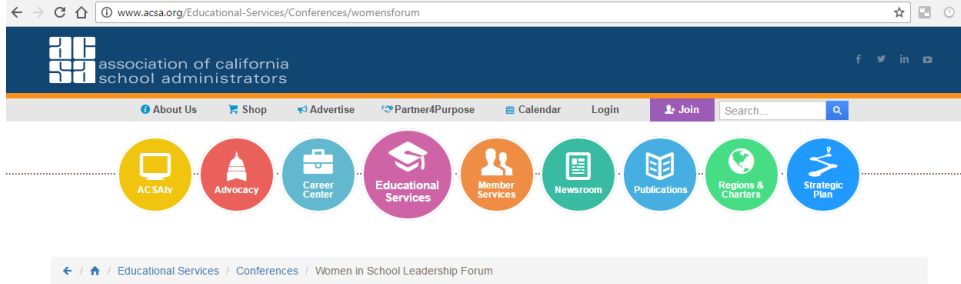 www.acsa.org/Educational-Services/Conferences/womensforum
association of california
school administrators
About Us Shop Advertise Partner4Purpose Calendar Login Join Search...
ACSAtv Advocacy Career Center Educational Services Member Services Newsroom Publications Regions & Charters Strategic Plan
/ / Educational Services / Conferences / Women in School Leadership Forum